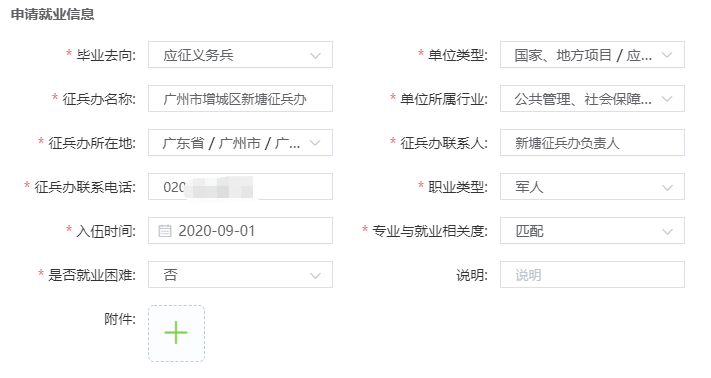 申请就业信息
* 毕业去向: 应征义务兵 * 单位类型: 国家、地方项目 / 应...
* 征兵办名称: 广州市增城区新塘征兵办 * 单位所属行业: 公共管理、社会保障...
* 征兵办所在地: 广东省 / 广州市 / 广... * 征兵办联系人: 新塘征兵办负责人
* 征兵办联系电话: 020 * 职业类型: 军人
* 入伍时间: 2020-09-01 * 专业与就业相关度: 匹配
* 是否就业困难: 否 说明: 说明
附件: